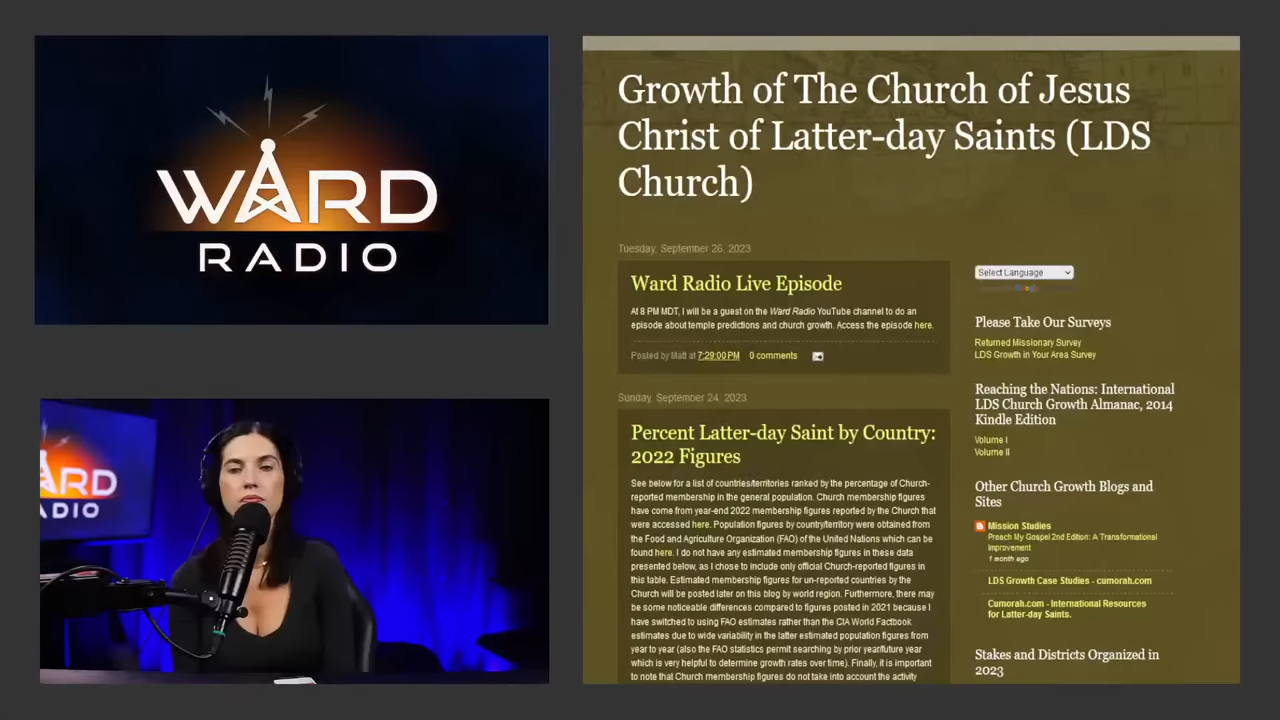 WARD
RADIO
ARD
ADIO
Growth of The Church of Jesus
Christ of Latter-day Saints (LDS
Church)
Tuesday, September 26, 2023
Ward Radio Live Episode
At 8 PM MDT, I will be a guest on the Ward Radio YouTube channel to do an
episode about temple predictions and church growth. Access the episode here.
Posted by Matt at 7:29:00 PM 0 comments
Sunday, September 24, 2023
Percent Latter-day Saint by Country:
2022 Figures
See below for a list of countries/territories ranked by the percentage of Church-
reported membership in the general population. Church membership figures
have come from year-end 2022 membership figures reported by the Church that
were accessed here. Population figures by country/territory were obtained from
the Food and Agriculture Organization (FAO) of the United Nations which can be
found here. I do not have any estimated membership figures in these data
presented below, as I chose to include only official Church-reported figures in
this table. Estimated membership figures for un-reported countries by the
Church will be posted later on this blog by world region. Furthermore, there may
be some noticeable differences compared to figures posted in 2021 because I
have switched to using FAO estimates rather than the CIA World Factbook
estimates due to wide variability in the latter estimated population figures from
year to year (also the FAO statistics permit searching by prior year/future year
which is very helpful to determine growth rates over time). Finally, it is important
to note that Church membership figures do not take into account the activity
Select Language
Google
Please Take Our Surveys
Returned Missionary Survey
LDS Growth in Your Area Survey
Reaching the Nations: International
LDS Church Growth Almanac, 2014
Kindle Edition
Volume I
Volume II
Other Church Growth Blogs and
Sites
Mission Studies
Preach My Gospel 2nd Edition: A Transformational
Improvement
1 month ago
LDS Growth Case Studies - cumorah.com
Cumorah.com - International Resources
for Latter-day Saints.
Stakes and Districts Organized in
2023